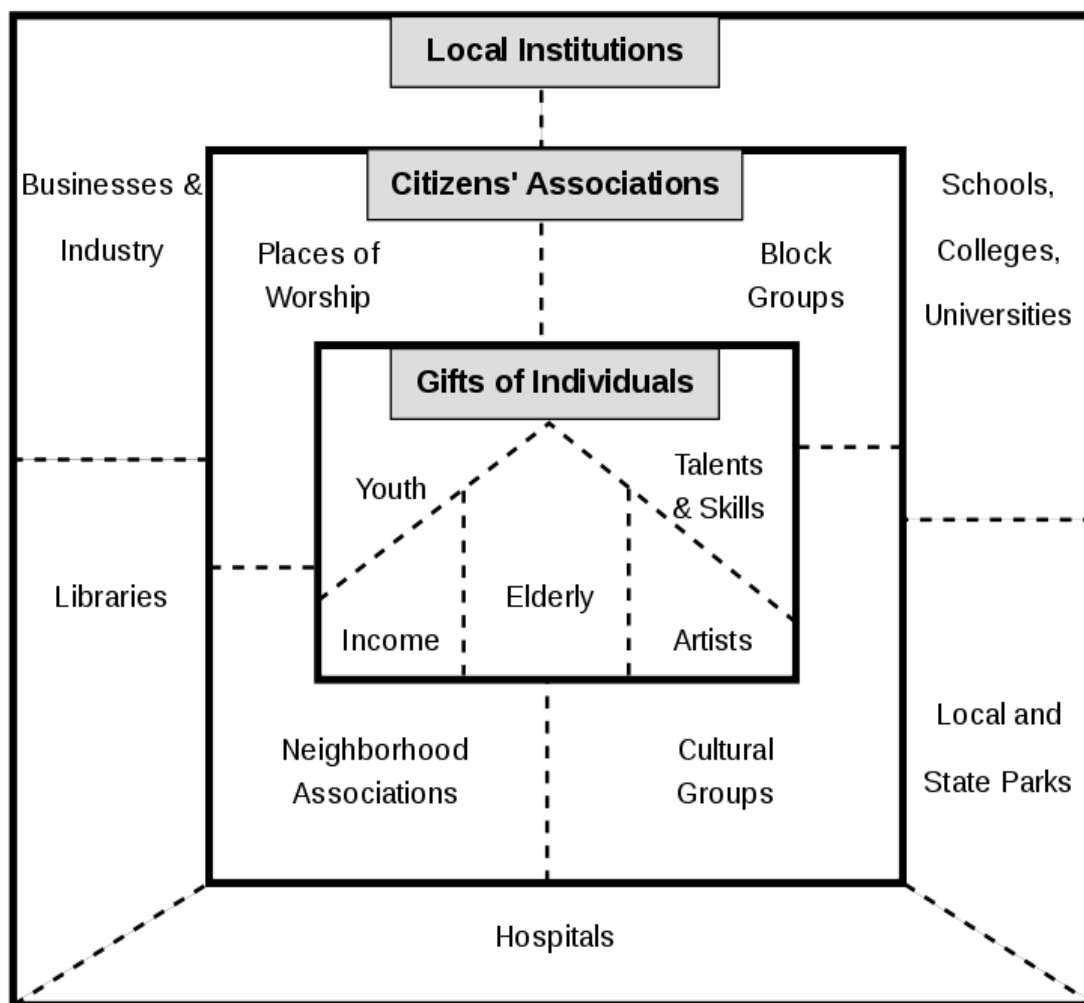 Local Institutions
Businesses &
Industry
Schools,
Colleges,
Universities
Citizens' Associations
Places of
Worship
Block
Groups
Gifts of Individuals
Youth
Talents
& Skills
Income
Elderly
Artists
Libraries
Neighborhood
Associations
Cultural
Groups
Local and
State Parks
Hospitals